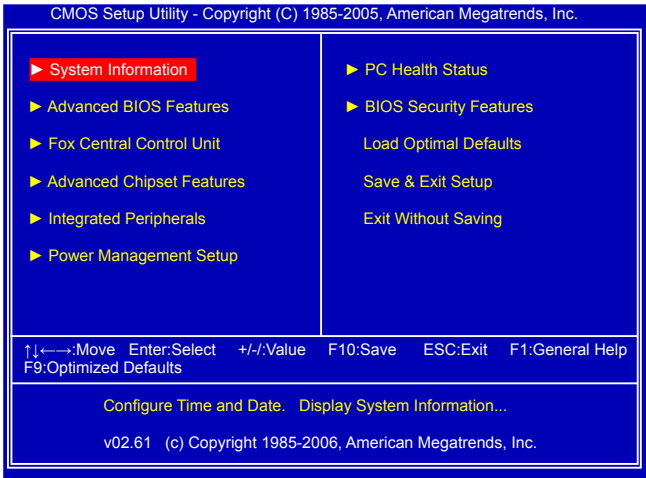 CMOS Setup Utility - Copyright (C) 1985-2005, American Megatrends, Inc.
► System Information
► Advanced BIOS Features
► Fox Central Control Unit
► Advanced Chipset Features
► Integrated Peripherals
► Power Management Setup
► PC Health Status
► BIOS Security Features
Load Optimal Defaults
Save & Exit Setup
Exit Without Saving
↑↓←→:Move Enter:Select +/-/:Value F10:Save ESC:Exit F1:General Help
F9:Optimized Defaults
Configure Time and Date. Display System Information...
v02.61 (c) Copyright 1985-2006, American Megatrends, Inc.